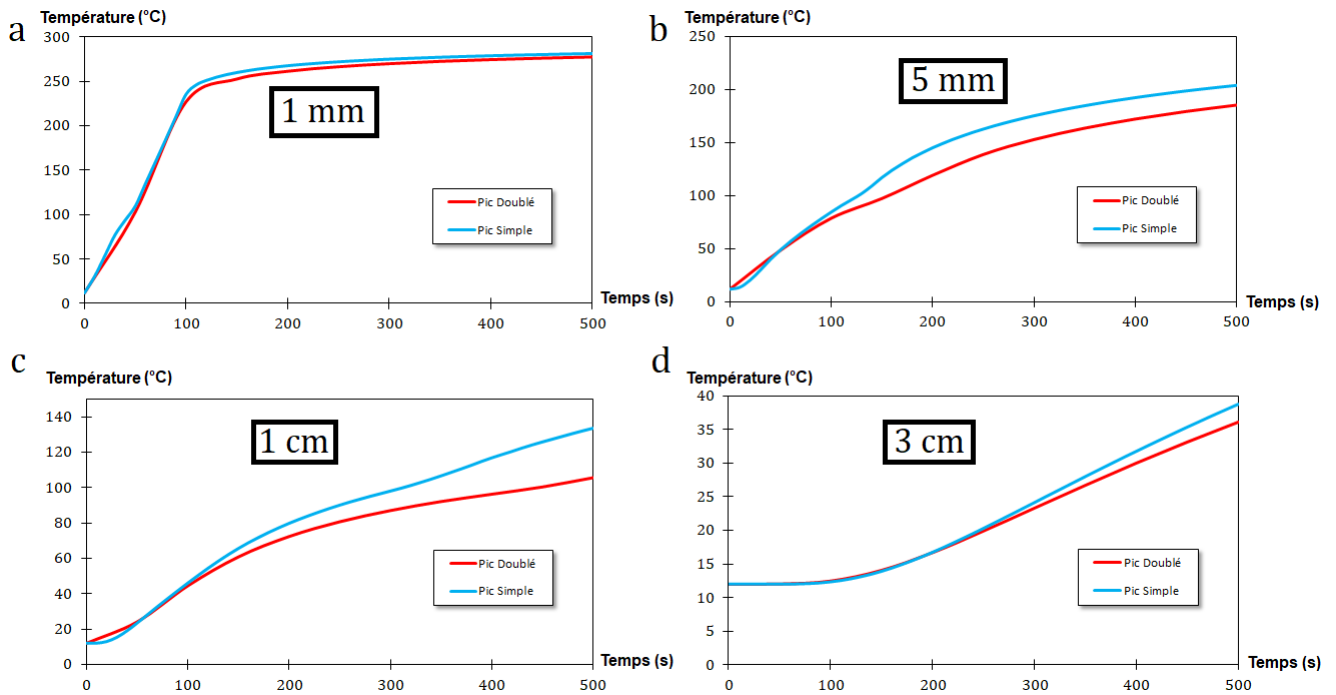 a
Température (°C)
300
250
200
150
100
50
0
1 mm
Pic Doublé
Pic Simple
Temps (s)
0 100 200 300 400 500
b
Température (°C)
250
200
150
100
50
0
5 mm
Pic Doublé
Pic Simple
Temps (s)
0 100 200 300 400 500
c
Température (°C)
140
120
100
80
60
40
20
0
1 cm
Pic Doublé
Pic Simple
Temps (s)
0 100 200 300 400 500
d
Température (°C)
40
35
30
25
20
15
10
5
0
3 cm
Pic Doublé
Pic Simple
Temps (s)
0 100 200 300 400 500